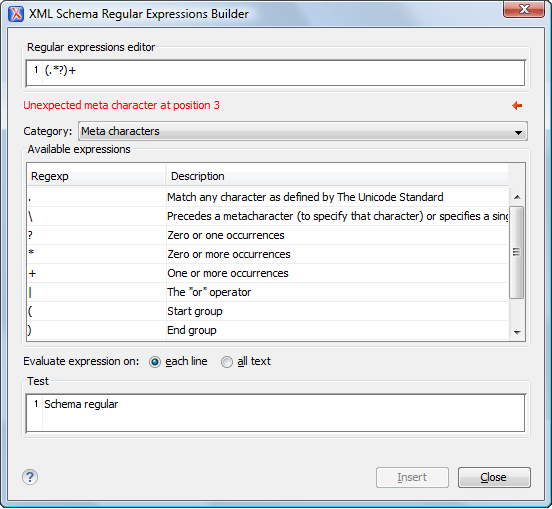 XML Schema Regular Expressions Builder
Regular expressions editor
1 (.*?)+
Unexpected meta character at position 3
Category: Meta characters
Available expressions
Regexp Description
. Match any character as defined by The Unicode Standard
\ Precedes a metacharacter (to specify that character) or specifies a sing
? Zero or one occurrences
* Zero or more occurrences
+ One or more occurrences
| The "or" operator
( Start group
) End group
Evaluate expression on: each line all text
Test
1 Schema regular
? Insert Close